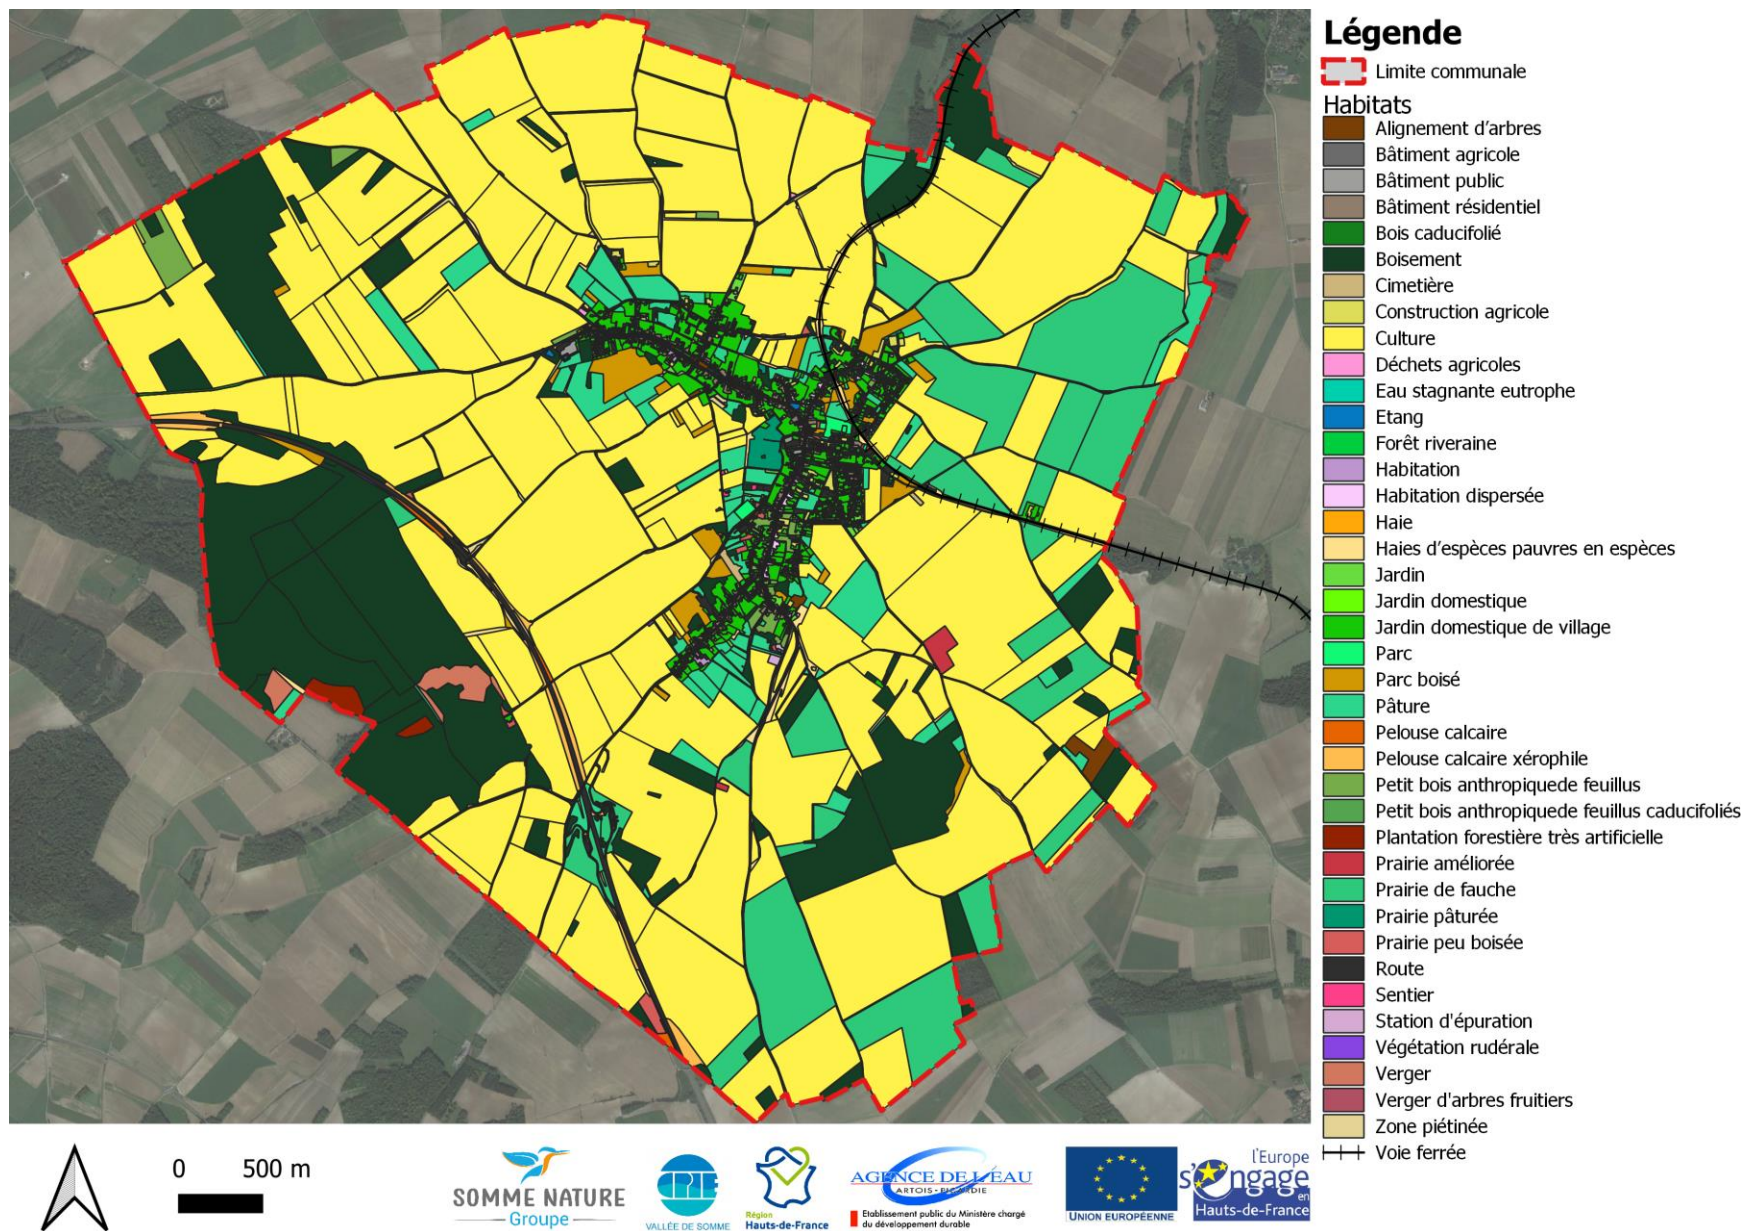 Légende
Limite communale
Habitats
Alignement d'arbres
Bâtiment agricole
Bâtiment public
Bâtiment résidentiel
Bois caducifolié
Boisement
Cimetière
Construction agricole
Culture
Déchets agricoles
Eau stagnante eutrophe
Etang
Forêt riveraine
Habitation
Habitation dispersée
Haie
Haies d'espèces pauvres en espèces
Jardin
Jardin domestique
Jardin domestique de village
Parc
Parc boisé
Pâture
Pelouse calcaire
Pelouse calcaire xérophile
Petit bois anthropiquede feuillus
Petit bois anthropiquede feuillus caducifoliés
Plantation forestière très artificielle
Prairie améliorée
Prairie de fauche
Prairie pâturée
Prairie peu boisée
Route
Sentier
Station d'épuration
Végétation rudérale
Verger
Verger d'arbres fruitiers
Zone piétinée
Voie ferrée
0 500 m
SOMME NATURE
Groupe
CPIE
VALLÉE DE SOMME
Région
Hauts-de-France
AGENCE DE L'EAU
ARTOIS - PICARDIE
Etablissement public du Ministère chargé
du développement durable
UNION EUROPÉENNE
l'Europe
s'engage
en
Hauts-de-France